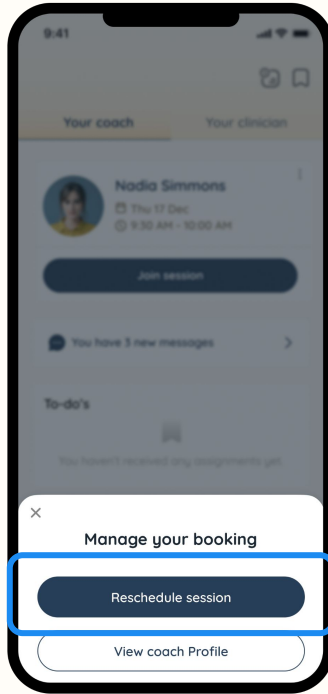 9:41
Your coach
Your clinician
Nadia Simmons
Thu 17 Dec
9:30 AM - 10:00 AM
Join session
You have 3 new messages
To-do's
You haven't received any assignments yet.
Manage your booking
Reschedule session
View coach Profile